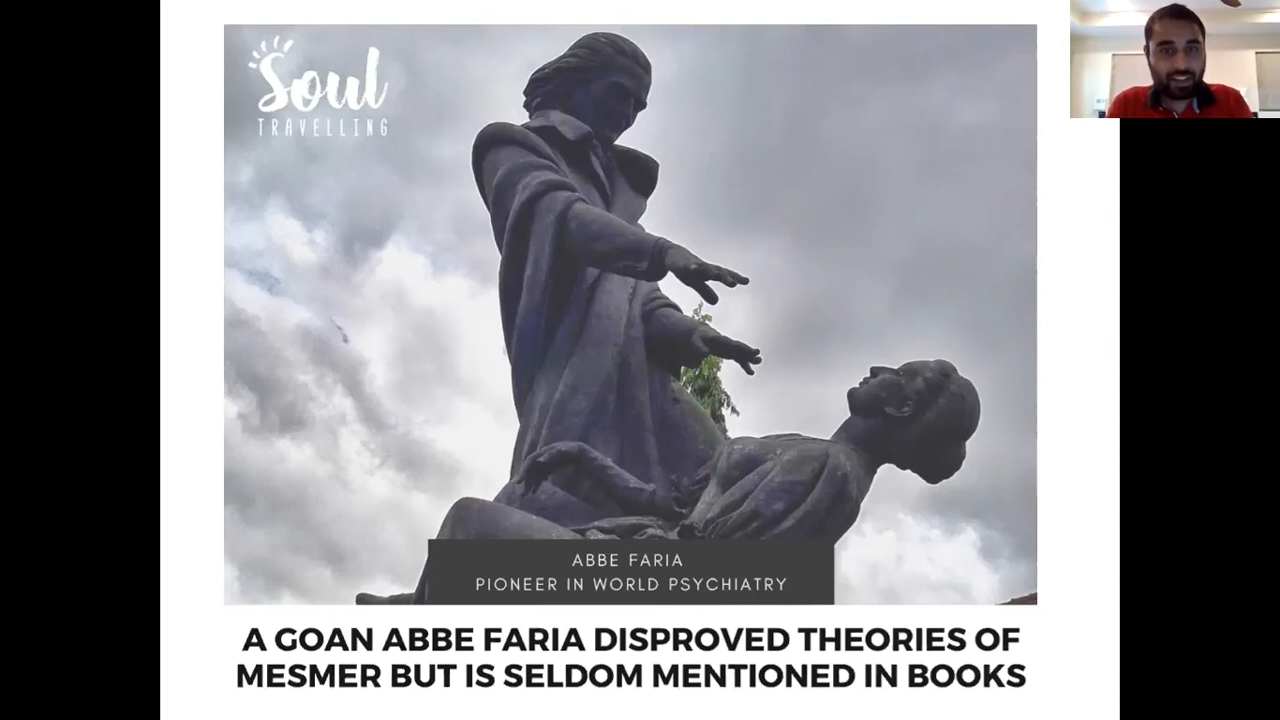 Soul
TRAVELLING
ABBE FARIA
PIONEER IN WORLD PSYCHIATRY
A GOAN ABBE FARIA DISPROVED THEORIES OF
MESMER BUT IS SELDOM MENTIONED IN BOOKS